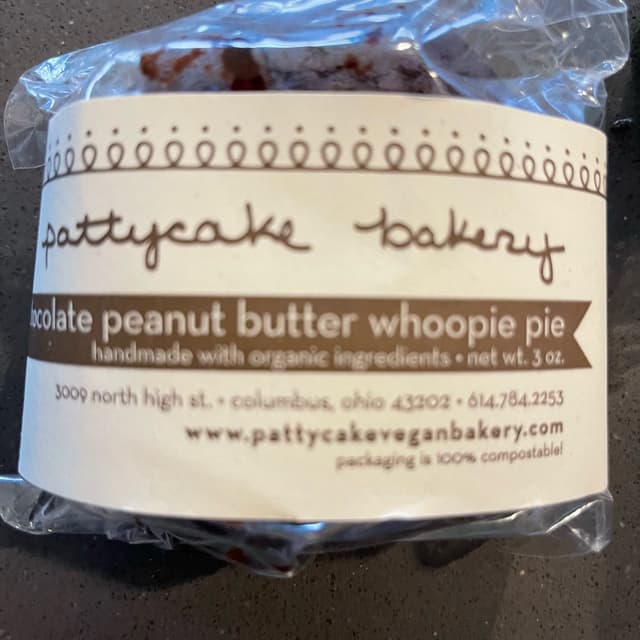 pattycake bakery
ocolate peanut butter whoopie pie
handmade with organic ingredients • net wt. 3 oz.
3009 north high st. • columbus, ohio 43202 • 614.784.2253
www.pattycakeveganbakery.com
packaging is 100% compostable!